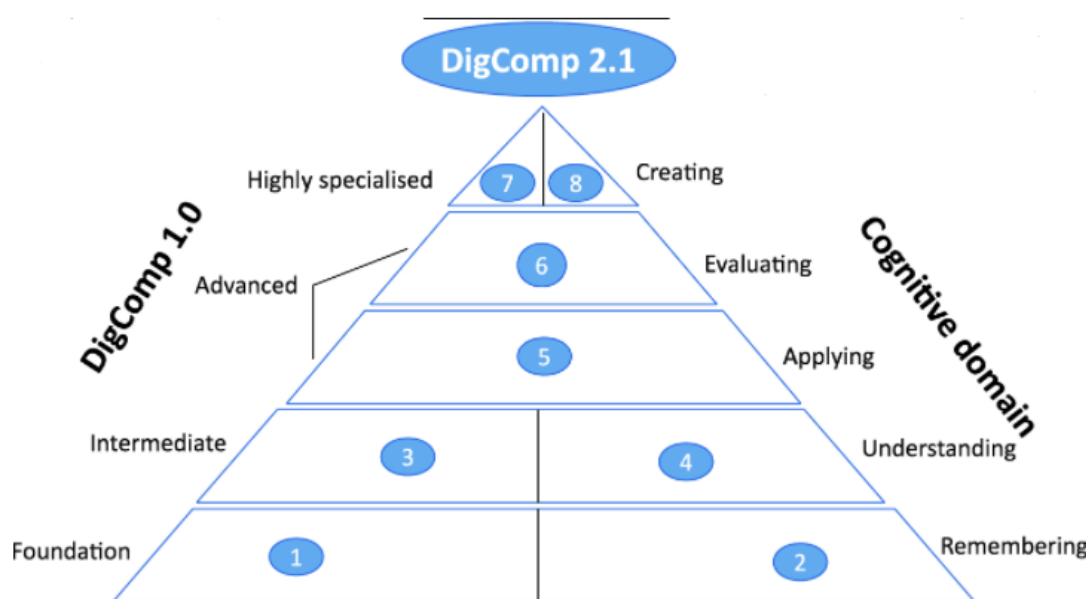 DigComp 2.1
DigComp 1.0
Cognitive domain
Highly specialised
7
8
Creating
Advanced
6
Evaluating
5
Applying
Intermediate
3
4
Understanding
Foundation
1
2
Remembering